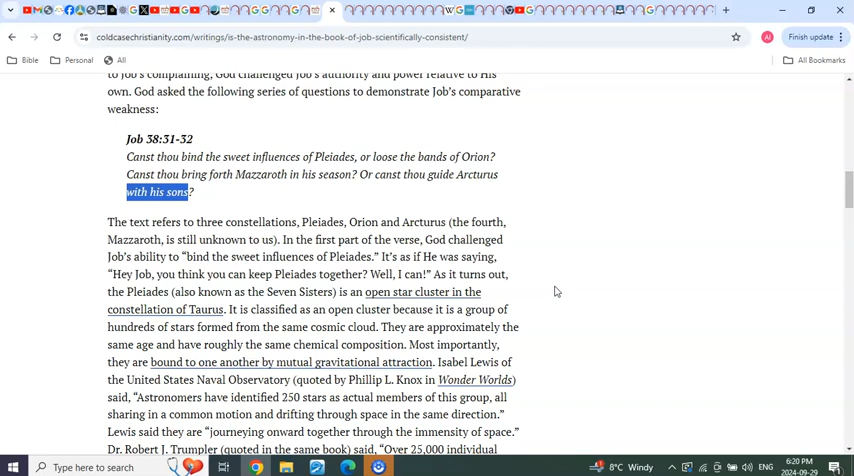 coldcasechristianity.com/writings/is-the-astronomy-in-the-book-of-job-scientifically-consistent/
AI
Finish update
Bible
Personal
All
All Bookmarks
to Job's complaining, God challenged Job's authority and power relative to His
own. God asked the following series of questions to demonstrate Job's comparative
weakness:
Job 38:31-32
Canst thou bind the sweet influences of Pleiades, or loose the bands of Orion?
Canst thou bring forth Mazzaroth in his season? Or canst thou guide Arcturus
with his sons?
The text refers to three constellations, Pleiades, Orion and Arcturus (the fourth,
Mazzaroth, is still unknown to us). In the first part of the verse, God challenged
Job's ability to “bind the sweet influences of Pleiades.” It's as if He was saying,
“Hey Job, you think you can keep Pleiades together? Well, I can!” As it turns out,
the Pleiades (also known as the Seven Sisters) is an open star cluster in the
constellation of Taurus. It is classified as an open cluster because it is a group of
hundreds of stars formed from the same cosmic cloud. They are approximately the
same age and have roughly the same chemical composition. Most importantly,
they are bound to one another by mutual gravitational attraction. Isabel Lewis of
the United States Naval Observatory (quoted by Phillip L. Knox in Wonder Worlds)
said, “Astronomers have identified 250 stars as actual members of this group, all
sharing in a common motion and drifting through space in the same direction.”
Lewis said they are “journeying onward together through the immensity of space.”
Dr. Robert J. Trumpler (quoted in the same book) said, “Over 25,000 individual
Type here to search
8°C Windy
ENG
6:20 PM
2024-09-29